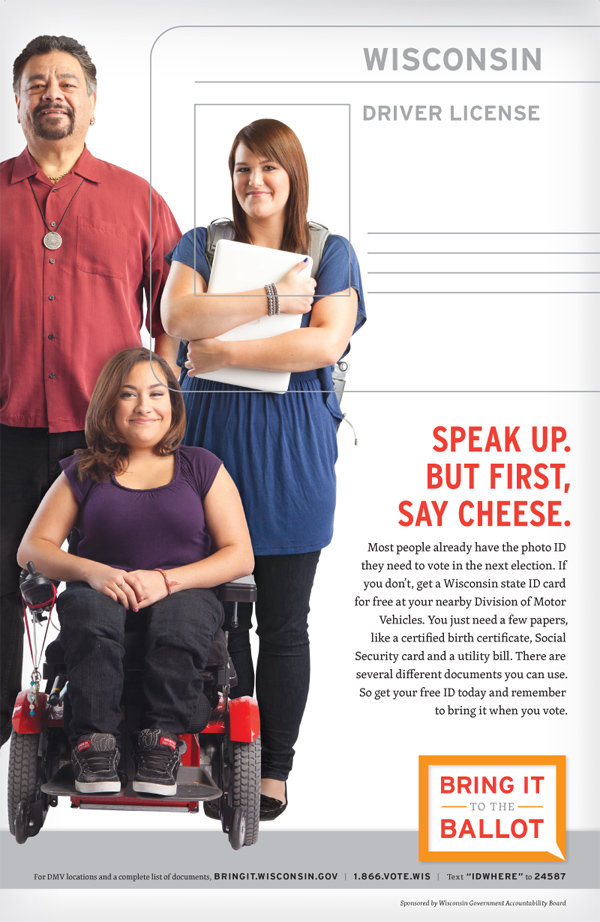 WISCONSIN
DRIVER LICENSE
SPEAK UP.
BUT FIRST,
SAY CHEESE.
Most people already have the photo ID
they need to vote in the next election. If
you don't, get a Wisconsin state ID card
for free at your nearby Division of Motor
Vehicles. You just need a few papers,
like a certified birth certificate, Social
Security card and a utility bill. There are
several different documents you can use.
So get your free ID today and remember
to bring it when you vote.
BRING IT
TO THE
BALLOT
For DMV locations and a complete list of documents, BRINGIT.WISCONSIN.GOV | 1.866.VOTE.WIS | Text "IDWHERE" to 24587
Sponsored by Wisconsin Government Accountability Board